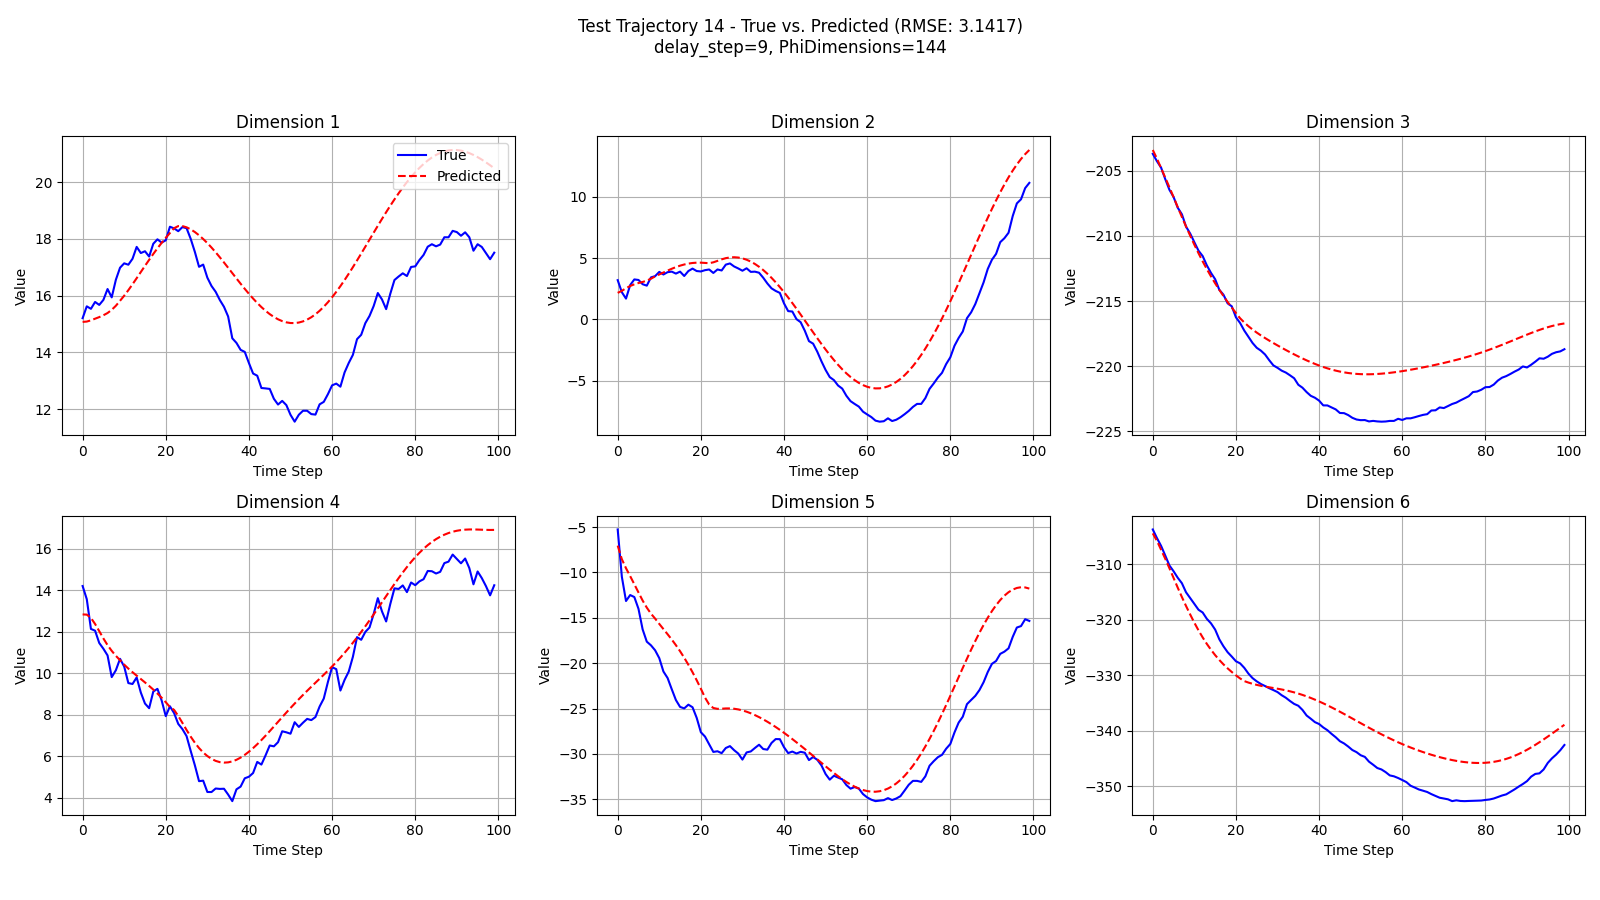 Test Trajectory 14 - True vs. Predicted (RMSE: 3.1417)
delay_step=9, PhiDimensions=144
Dimension 1
Value
20
18
16
14
12
0 20 40 60 80 100
Time Step
True
Predicted
Dimension 2
Value
10
5
0
−5
0 20 40 60 80 100
Time Step
Dimension 3
Value
−205
−210
−215
−220
−225
0 20 40 60 80 100
Time Step
Dimension 4
Value
16
14
12
10
8
6
4
0 20 40 60 80 100
Time Step
Dimension 5
Value
−5
−10
−15
−20
−25
−30
−35
0 20 40 60 80 100
Time Step
Dimension 6
Value
−310
−320
−330
−340
−350
0 20 40 60 80 100
Time Step